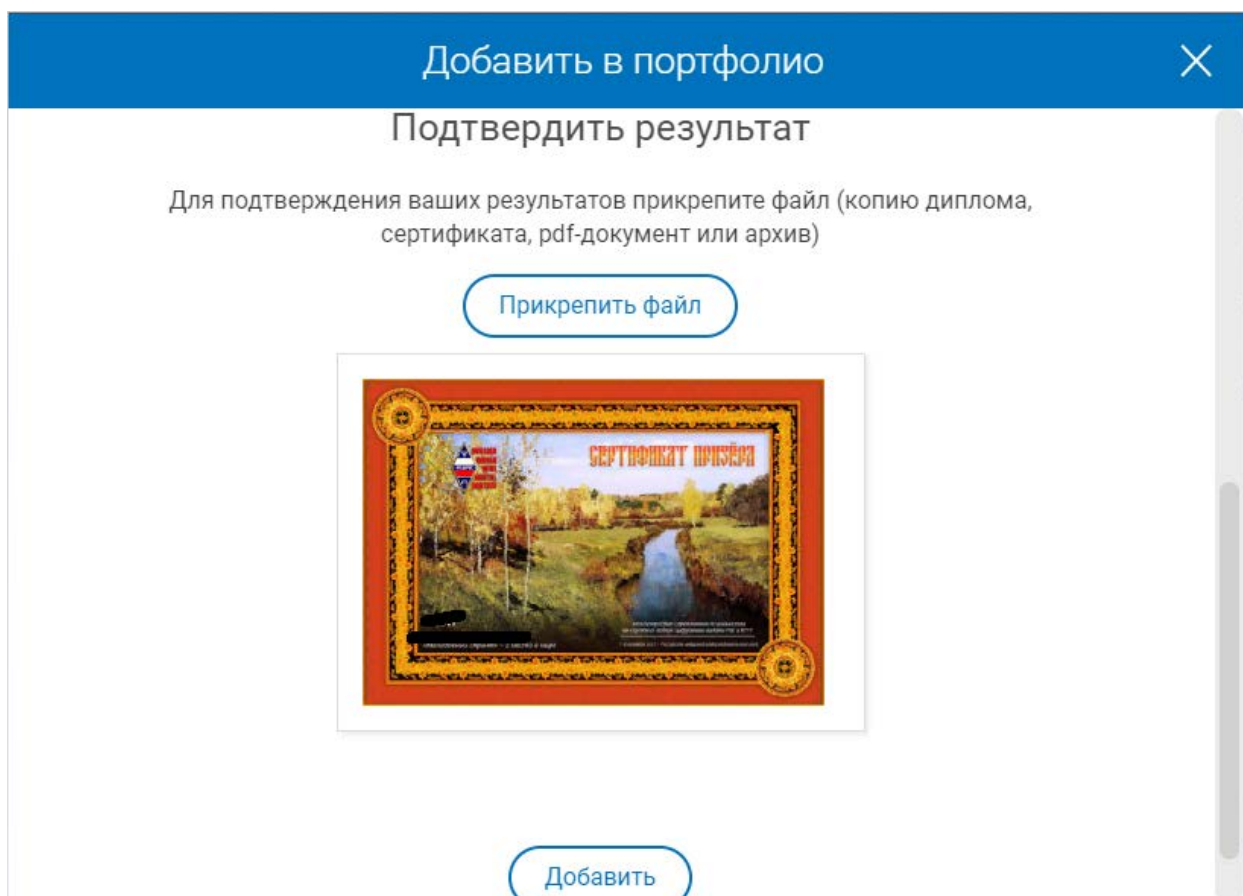 Добавить в портфолио
Подтвердить результат
Для подтверждения ваших результатов прикрепите файл (копию диплома,
сертификата, pdf-документ или архив)
Прикрепить файл
СЕРТИФИКАТ ПРИЗЁРА
Добавить